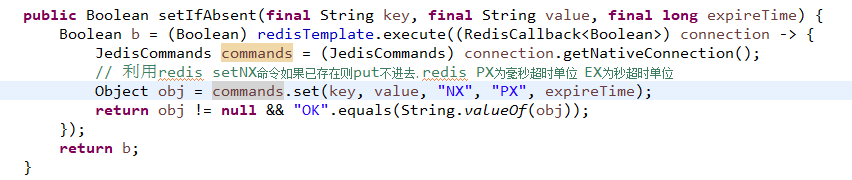 public Boolean setIfAbsent(final String key, final String value, final long expireTime) {
Boolean b = (Boolean) redisTemplate.execute((RedisCallback<Boolean>) connection -> {
JedisCommands commands = (JedisCommands) connection.getNativeConnection();
// 利用redis setNX命令如果已存在则put不进去,redis PX为毫秒超时单位 EX为秒超时单位
Object obj = commands.set(key, value, "NX", "PX", expireTime);
return obj != null && "OK".equals(String.valueOf(obj));
});
return b;
}